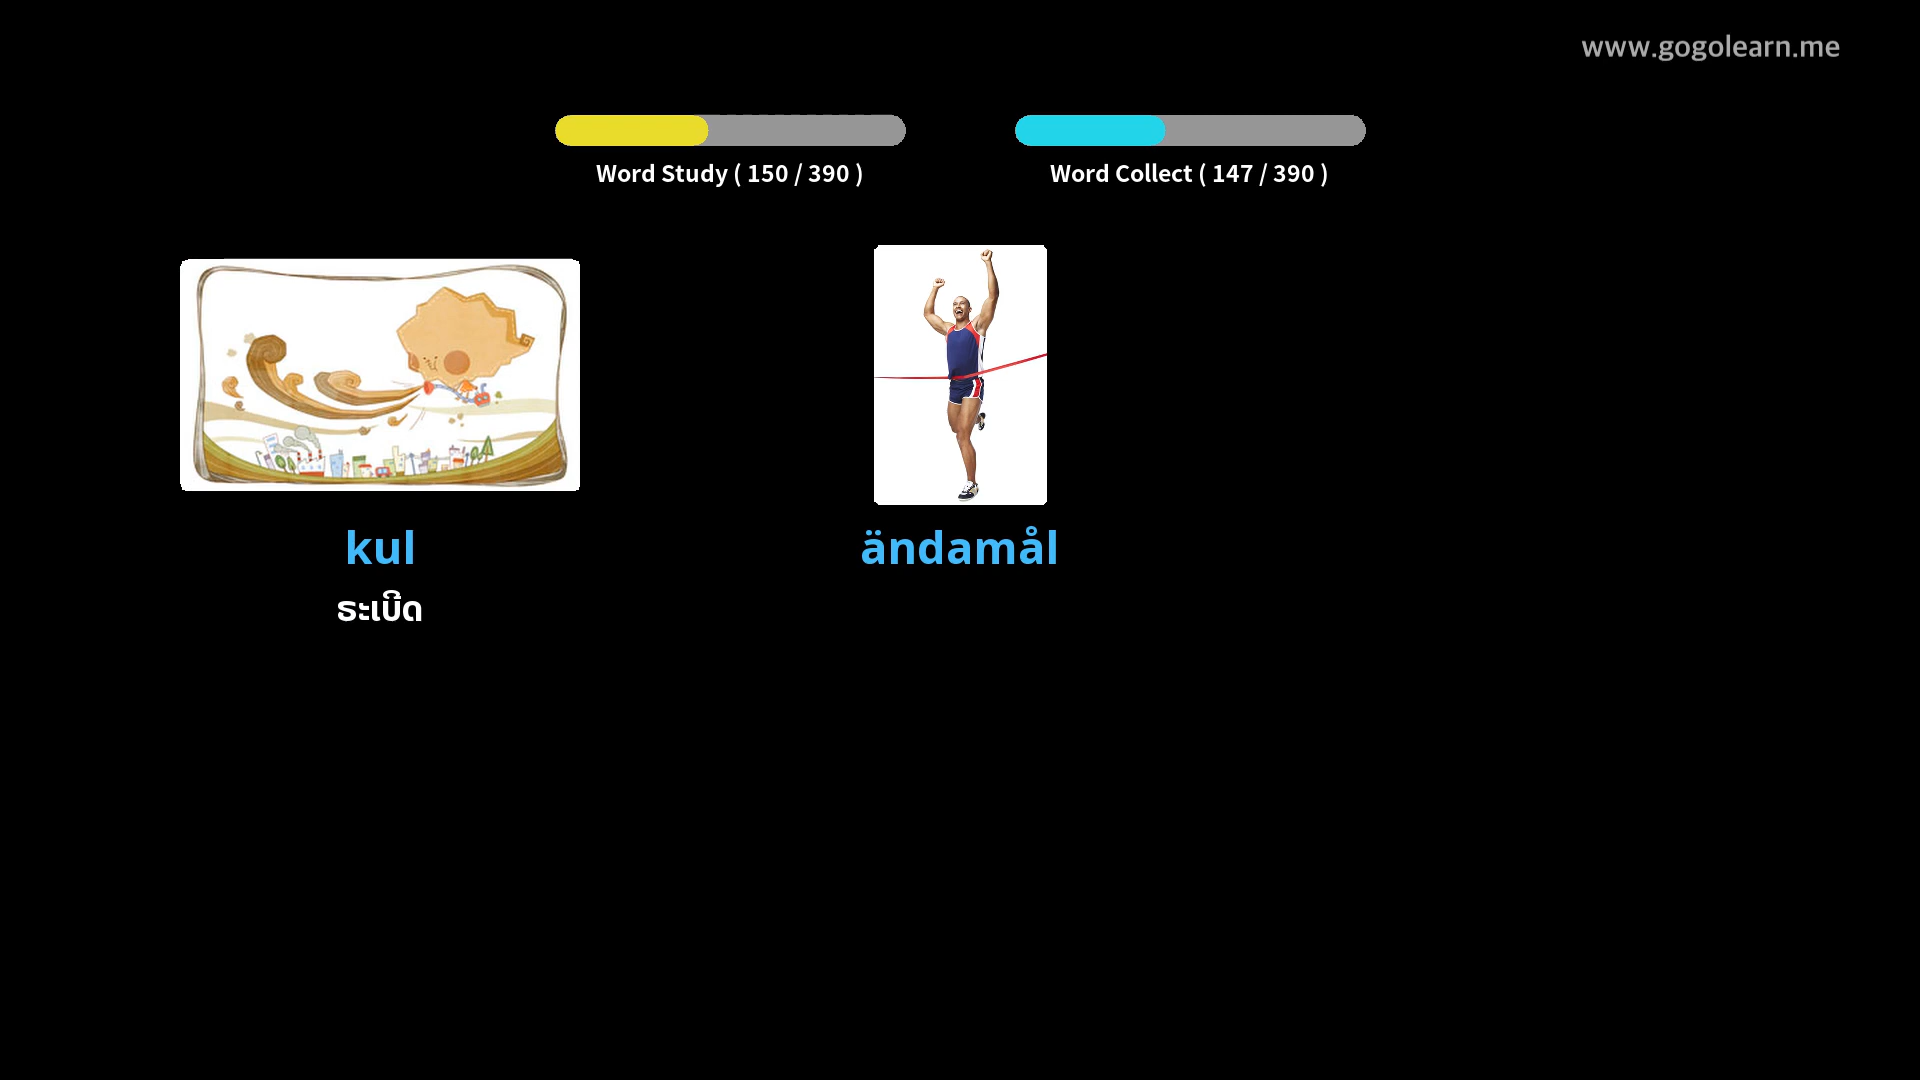 www.gogolearn.me
Word Study ( 150 / 390 )
Word Collect ( 147 / 390 )
kul
ändamål
ຣະເບີດ